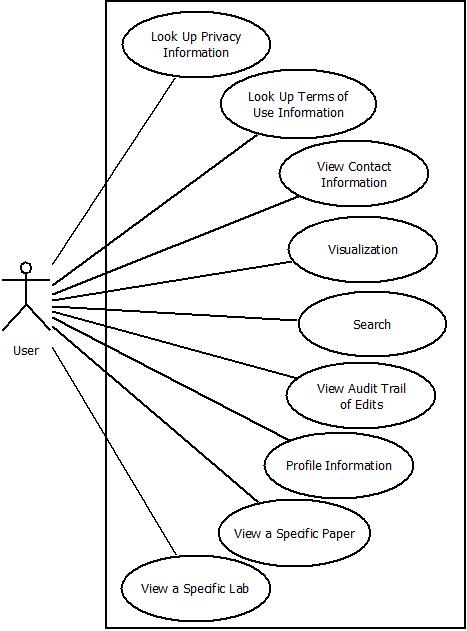 Look Up Privacy
Information
Look Up Terms of
Use Information
View Contact
Information
Visualization
Search
User
View Audit Trail
of Edits
Profile Information
View a Specific Paper
View a Specific Lab